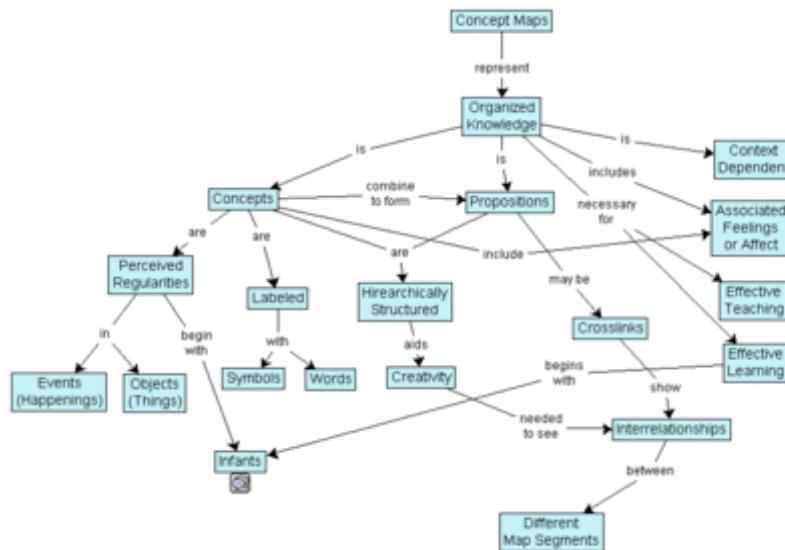 Concept Maps
represent
Organized
Knowledge
is
is
is
Context
Dependent
includes
combine
to form
Concepts
Propositions
necessary
for
Associated
Feelings
or Affect
are
are
are
include
Perceived
Regularities
Labeled
Hirearchically
Structured
may be
Effective
Teaching
Crosslinks
in
begin
with
with
aids
Effective
Learning
Events
(Happenings)
Objects
(Things)
Symbols
Words
Creativity
begins
with
show
needed
to see
Interrelationships
Infants
between
Different
Map Segments